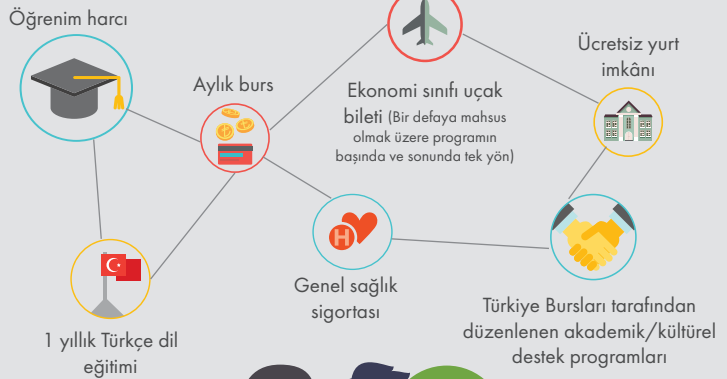 Öğrenim harcı
Aylık burs
Ekonomi sınıfı uçak
bileti (Bir defaya mahsus
olmak üzere programın
başında ve sonunda tek yön)
Ücretsiz yurt
imkânı
1 yıllık Türkçe dil
eğitimi
H
Genel sağlık
sigortası
Türkiye Bursları tarafından
düzenlenen akademik/kültürel
destek programları